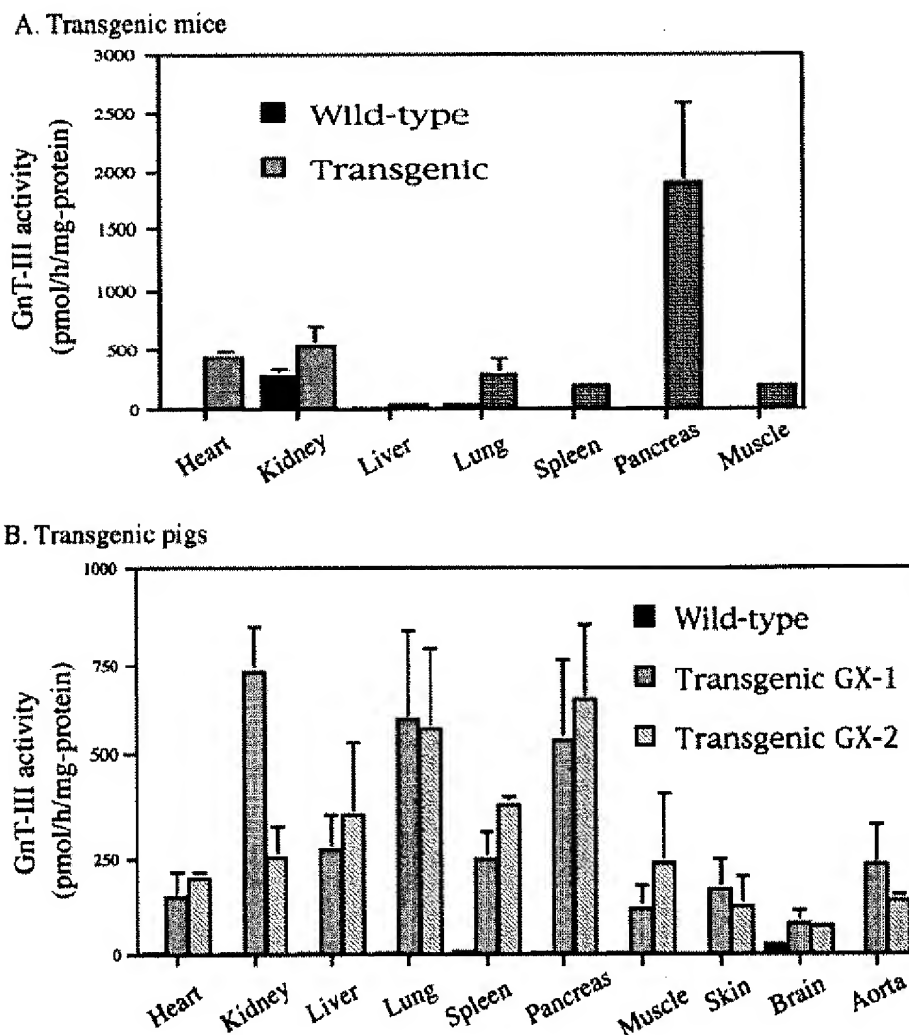 A. Transgenic mice
GnT-III activity
(pmol/h/mg-protein)
3000
2500
2000
1500
1000
500
0
Wild-type
Transgenic
Heart
Kidney
Liver
Lung
Spleen
Pancreas
Muscle
B. Transgenic pigs
GnT-III activity
(pmol/h/mg-protein)
1000
750
500
250
0
Wild-type
Transgenic GX-1
Transgenic GX-2
Heart
Kidney
Liver
Lung
Spleen
Pancreas
Muscle
Skin
Brain
Aorta